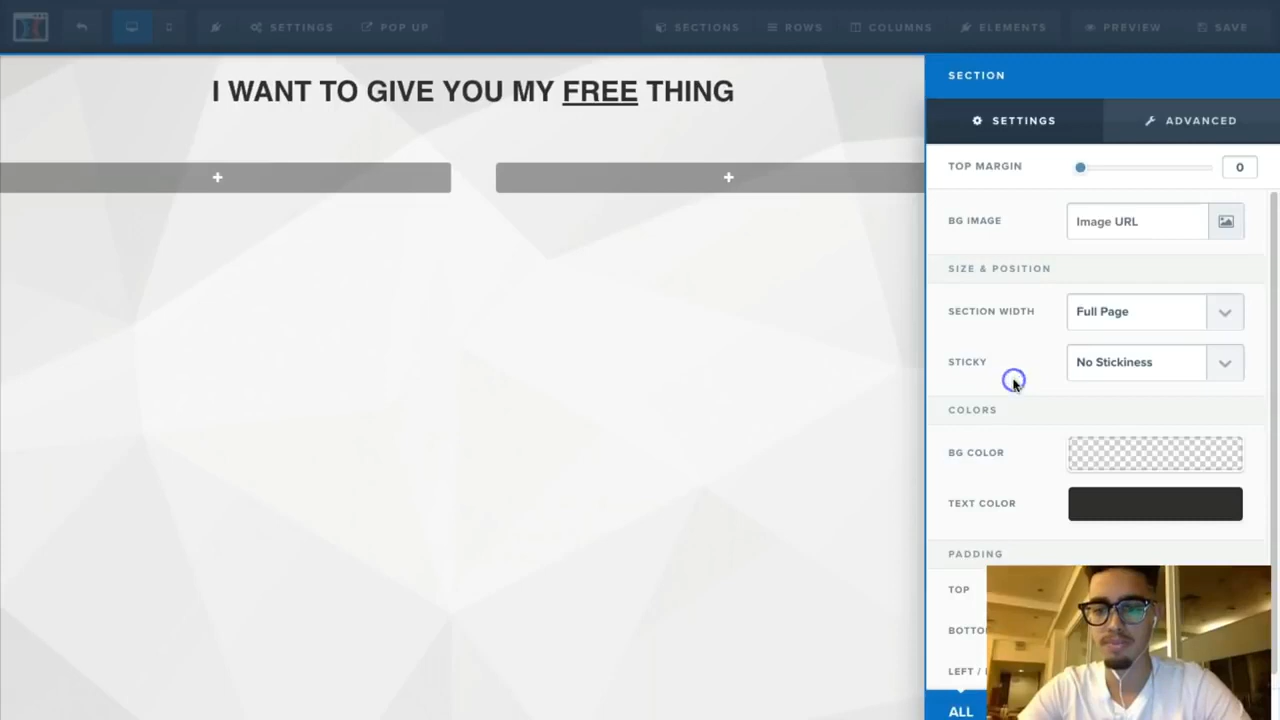 SETTINGS
POP UP
SECTIONS
ROWS
COLUMNS
ELEMENTS
PREVIEW
SAVE
I WANT TO GIVE YOU MY FREE THING
+
+
SECTION
SETTINGS
ADVANCED
TOP MARGIN
0
BG IMAGE
Image URL
SIZE & POSITION
SECTION WIDTH
Full Page
STICKY
No Stickiness
COLORS
BG COLOR
TEXT COLOR
PADDING
TOP
LEFT /
ALL